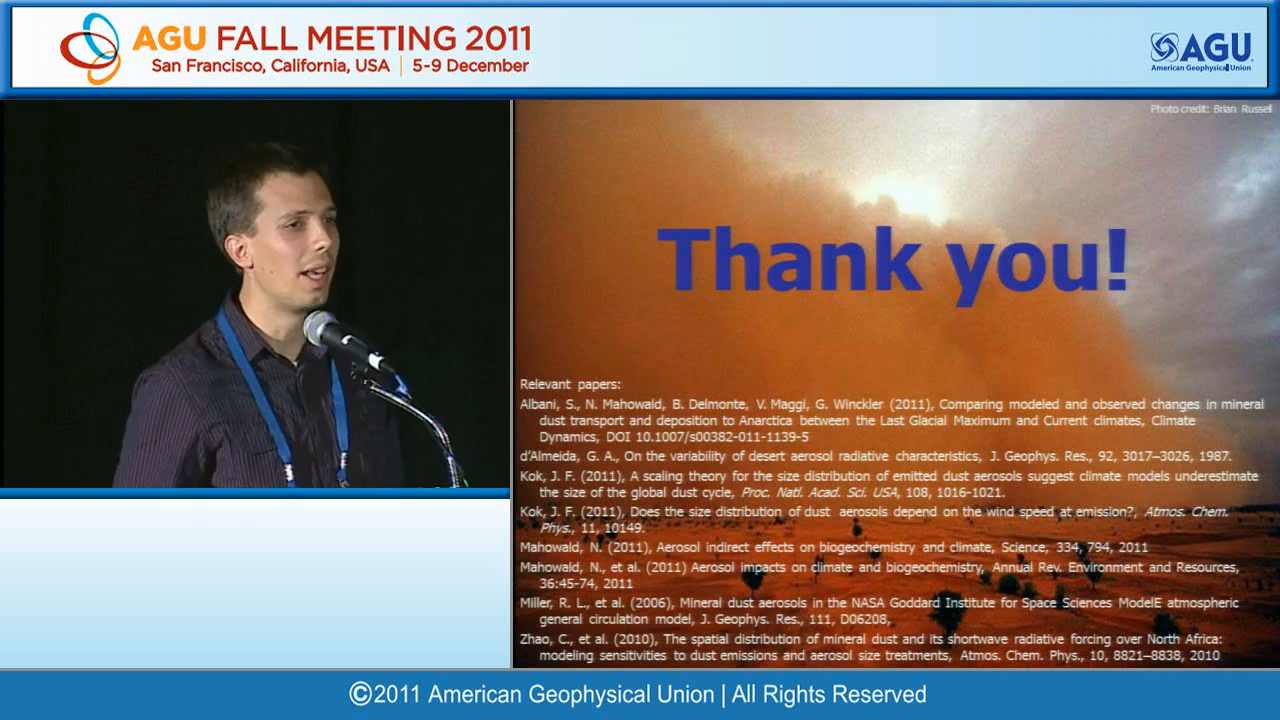 AGU FALL MEETING 2011
San Francisco, California, USA | 5-9 December
AGU
American Geophysical Union
Photo credit: Brian Russell
Thank you!
Relevant papers:
Albani, S., N. Mahowald, B. Delmonte, V. Maggi, G. Winckler (2011), Comparing modeled and observed changes in mineral
dust transport and deposition to Anarctica between the Last Glacial Maximum and Current climates, Climate
Dynamics, DOI 10.1007/s00382-011-1139-5
d'Almeida, G. A., On the variability of desert aerosol radiative characteristics, J. Geophys. Res., 92, 3017–3026, 1987.
Kok, J. F. (2011), A scaling theory for the size distribution of emitted dust aerosols suggest climate models underestimate
the size of the global dust cycle, Proc. Natl. Acad. Sci. USA, 108, 1016-1021.
Kok, J. F. (2011), Does the size distribution of dust aerosols depend on the wind speed at emission?, Atmos. Chem.
Phys., 11, 10149.
Mahowald, N. (2011), Aerosol indirect effects on biogeochemistry and climate, Science, 334, 794, 2011
Mahowald, N., et al. (2011) Aerosol impacts on climate and biogeochemistry, Annual Rev. Environment and Resources,
36:45-74, 2011
Miller, R. L., et al. (2006), Mineral dust aerosols in the NASA Goddard Institute for Space Sciences ModelE atmospheric
general circulation model, J. Geophys. Res., 111, D06208,
Zhao, C., et al. (2010), The spatial distribution of mineral dust and its shortwave radiative forcing over North Africa:
modeling sensitivities to dust emissions and aerosol size treatments, Atmos. Chem. Phys., 10, 8821–8838, 2010
©2011 American Geophysical Union | All Rights Reserved